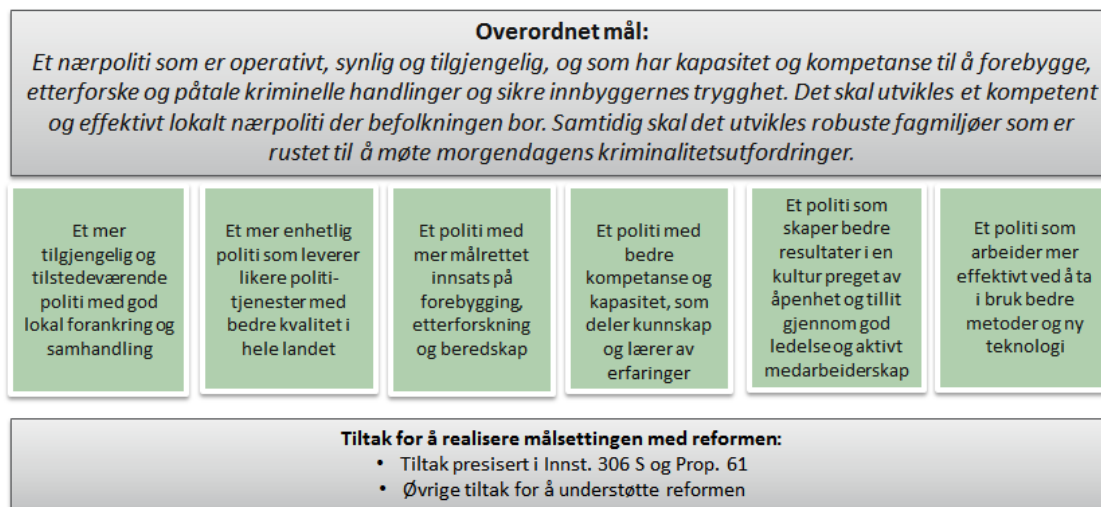 Overordnet mål:
Et nærpoliti som er operativt, synlig og tilgjengelig, og som har kapasitet og kompetanse til å forebygge,
etterforske og påtale kriminelle handlinger og sikre innbyggernes trygghet. Det skal utvikles et kompetent
og effektivt lokalt nærpoliti der befolkningen bor. Samtidig skal det utvikles robuste fagmiljøer som er
rustet til å møte morgendagens kriminalitetsutfordringer.
Et mer
tilgjengelig og
tilstedeværende
politi med god
lokal forankring og
samhandling
Et mer enhetlig
politi som leverer
likere politi-
tjenester med
bedre kvalitet i
hele landet
Et politi med
mer målrettet
innsats på
forebygging,
etterforskning
og beredskap
Et politi med
bedre
kompetanse og
kapasitet, som
deler kunnskap
og lærer av
erfaringer
Et politi som
skaper bedre
resultater i en
kultur preget av
åpenhet og tillit
gjennom god
ledelse og aktivt
medarbeiderskap
Et politi som
arbeider mer
effektivt ved å ta
i bruk bedre
metoder og ny
teknologi
Tiltak for å realisere målsettingen med reformen:
• Tiltak presisert i Innst. 306 S og Prop. 61
• Øvrige tiltak for å understøtte reformen